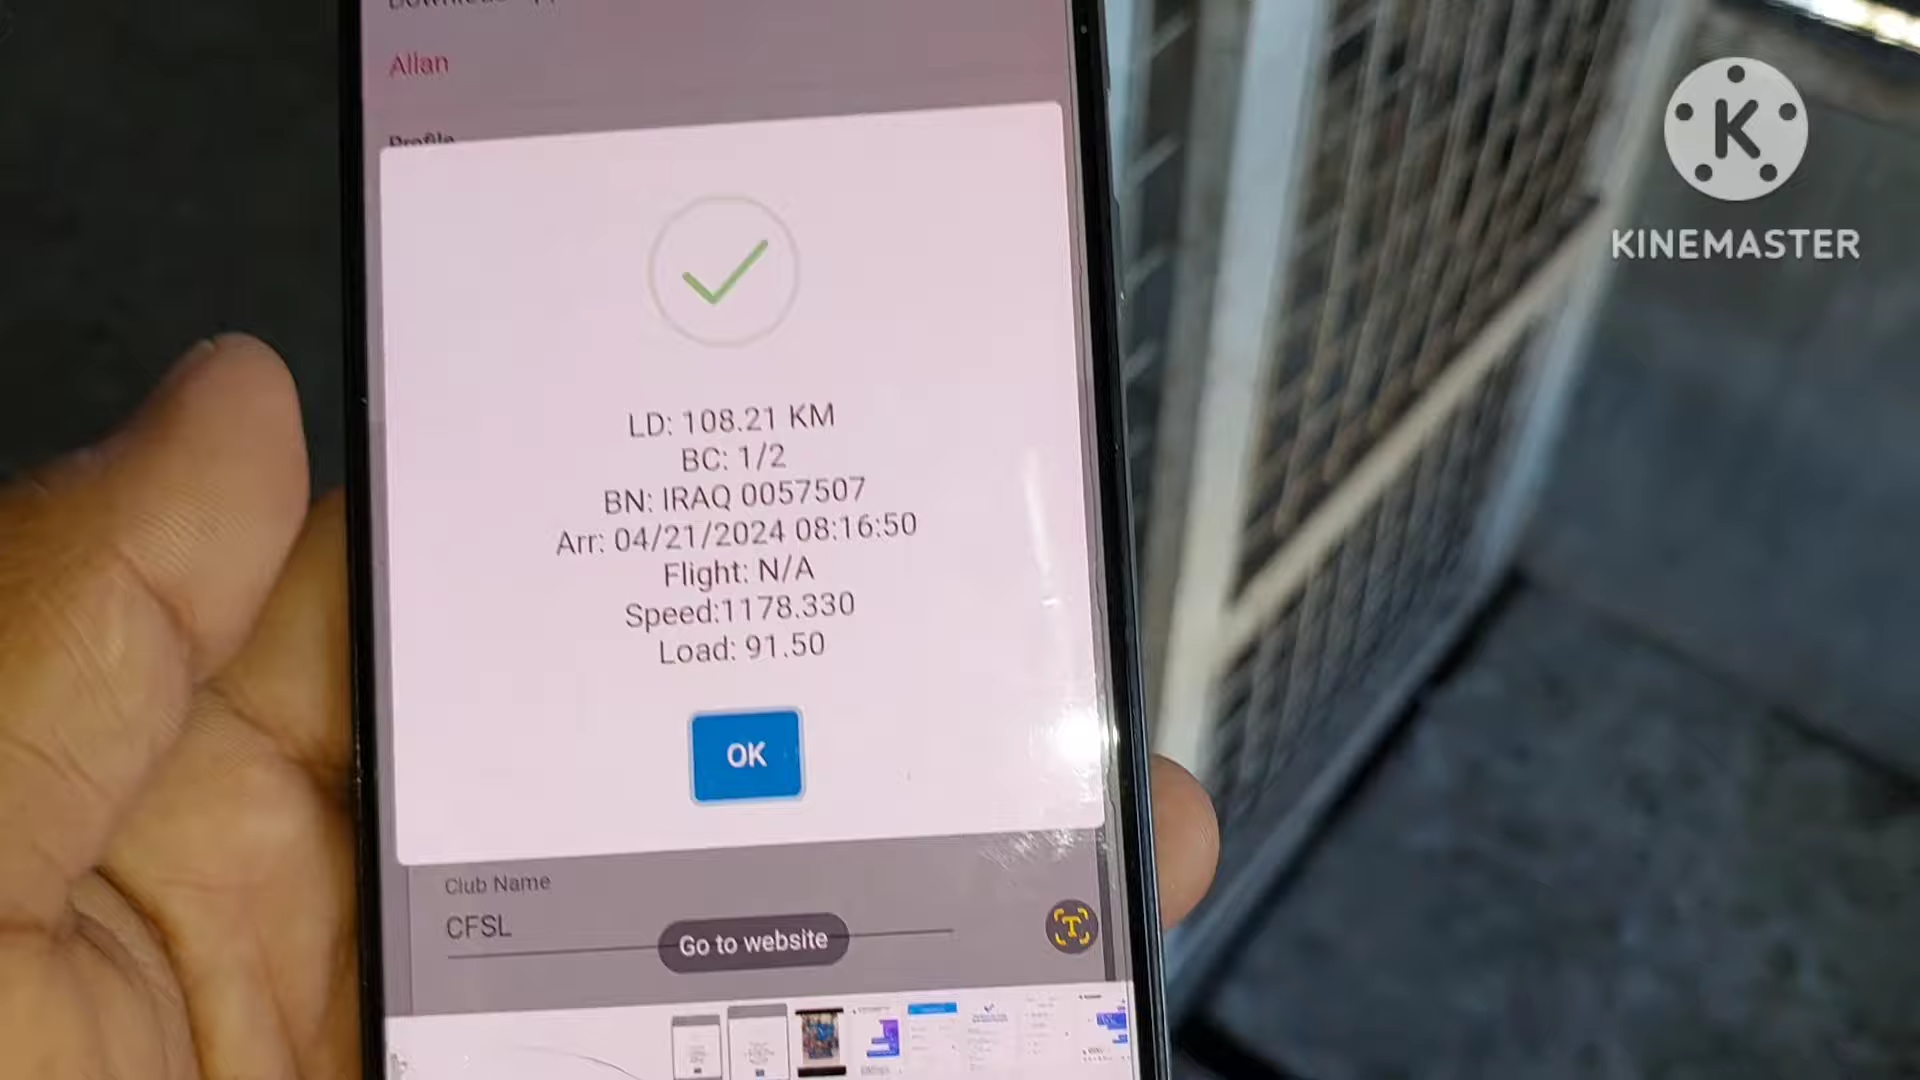 Allan
Profile
LD: 108.21 KM
BC: 1/2
BN: IRAQ 0057507
Arr: 04/21/2024 08:16:50
Flight: N/A
Speed:1178.330
Load: 91.50
OK
Club Name
CFSL
Go to website
T
K
KINEMASTER